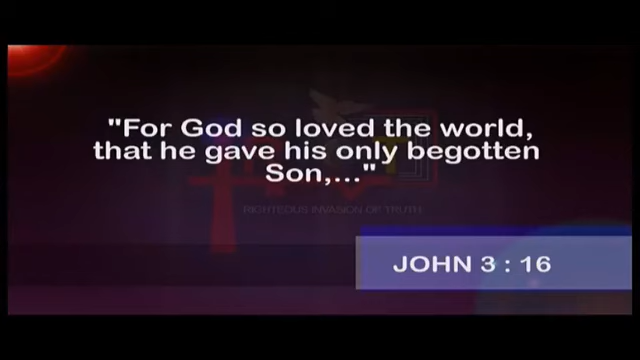 "For God so loved the world,
that he gave his only begotten
Son,..."
RIGHTEOUS INVASION OF TRUTH
JOHN 3 : 16